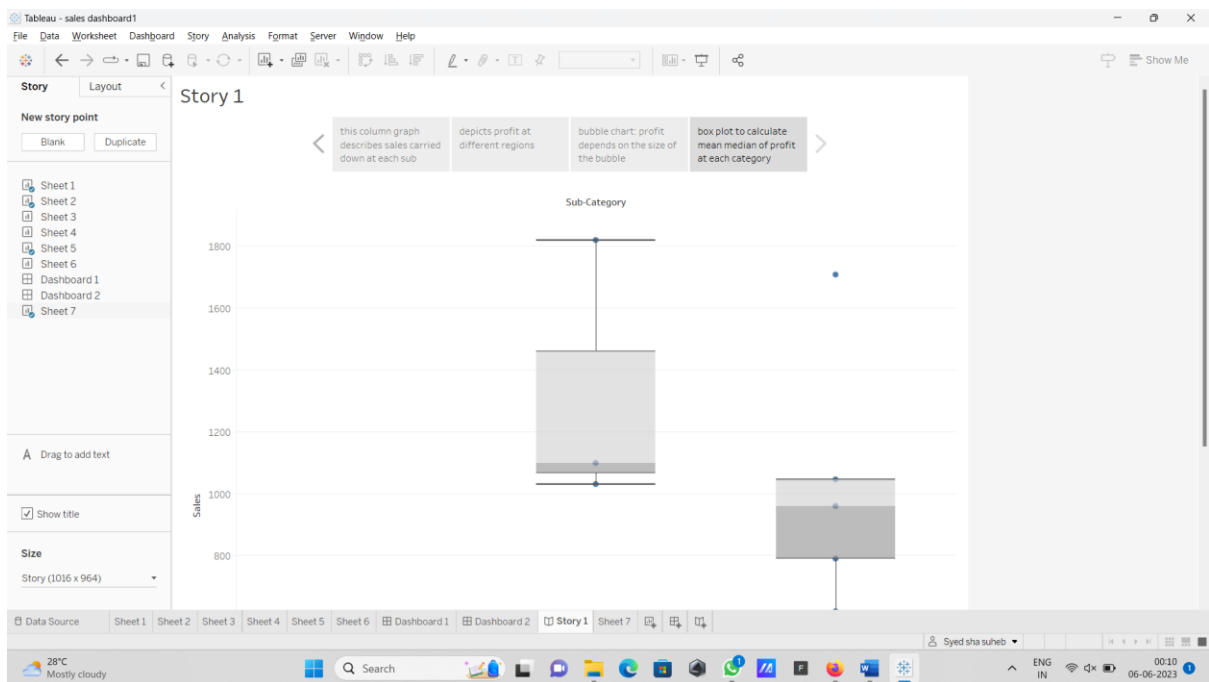 Tableau - sales dashboard1
File Data Worksheet Dashboard Story Analysis Format Server Window Help
Show Me
Story Layout
New story point
Blank Duplicate
Sheet 1
Sheet 2
Sheet 3
Sheet 4
Sheet 5
Sheet 6
Dashboard 1
Dashboard 2
Sheet 7
A Drag to add text
Show title
Size
Story (1016 x 964)
Story 1
this column graph
describes sales carried
down at each sub
depicts profit at
different regions
bubble chart: profit
depends on the size of
the bubble
box plot to calculate
mean median of profit
at each category
Sub-Category
1800
1600
1400
1200
1000
800
Sales
Data Source Sheet 1 Sheet 2 Sheet 3 Sheet 4 Sheet 5 Sheet 6 Dashboard 1 Dashboard 2 Story 1 Sheet 7
Syed sha suheb
28°C
Mostly cloudy
Search
1
F
W
ENG
IN
00:10
06-06-2023
1